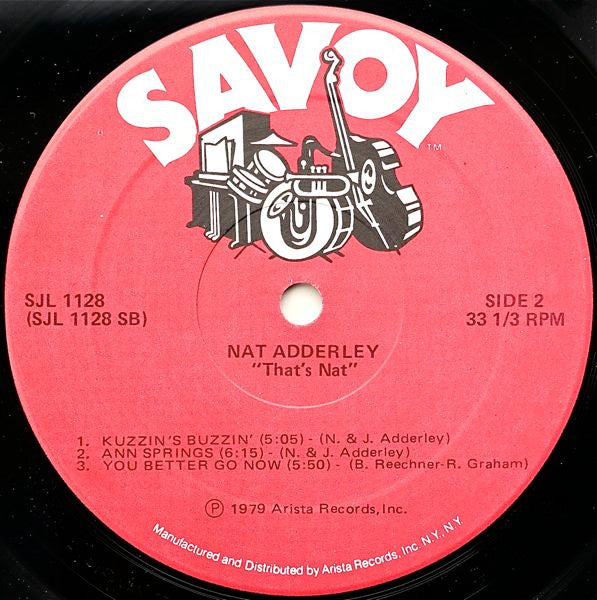 SAVOY
TM
SJL 1128
(SJL 1128 SB)
SIDE 2
33 1/3 RPM
NAT ADDERLEY
"That's Nat"
1. KUZZIN'S BUZZIN' (5:05) - (N. & J. Adderley)
2. ANN SPRINGS (6:15) - (N. & J. Adderley)
3. YOU BETTER GO NOW (5:50) - (B. Reechner-R. Graham)
Ⓟ 1979 Arista Records, Inc.
Manufactured and Distributed by Arista Records, Inc. N.Y., N.Y.